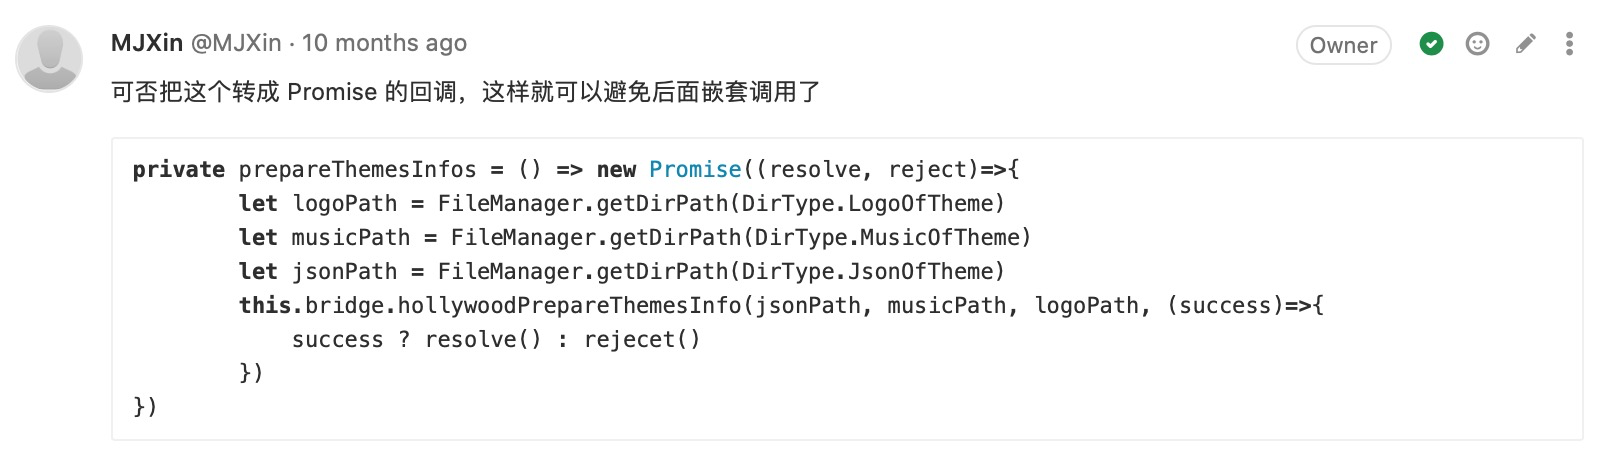 MJXin @MJXin · 10 months ago
Owner
可否把这个转成 Promise 的回调，这样就可以避免后面嵌套调用了
private prepareThemesInfos = () => new Promise((resolve, reject)=>{
        let logoPath = FileManager.getDirPath(DirType.LogoOfTheme)
        let musicPath = FileManager.getDirPath(DirType.MusicOfTheme)
        let jsonPath = FileManager.getDirPath(DirType.JsonOfTheme)
        this.bridge.hollywoodPrepareThemesInfo(jsonPath, musicPath, logoPath, (success)=>{
            success ? resolve() : rejecet()
        })
})